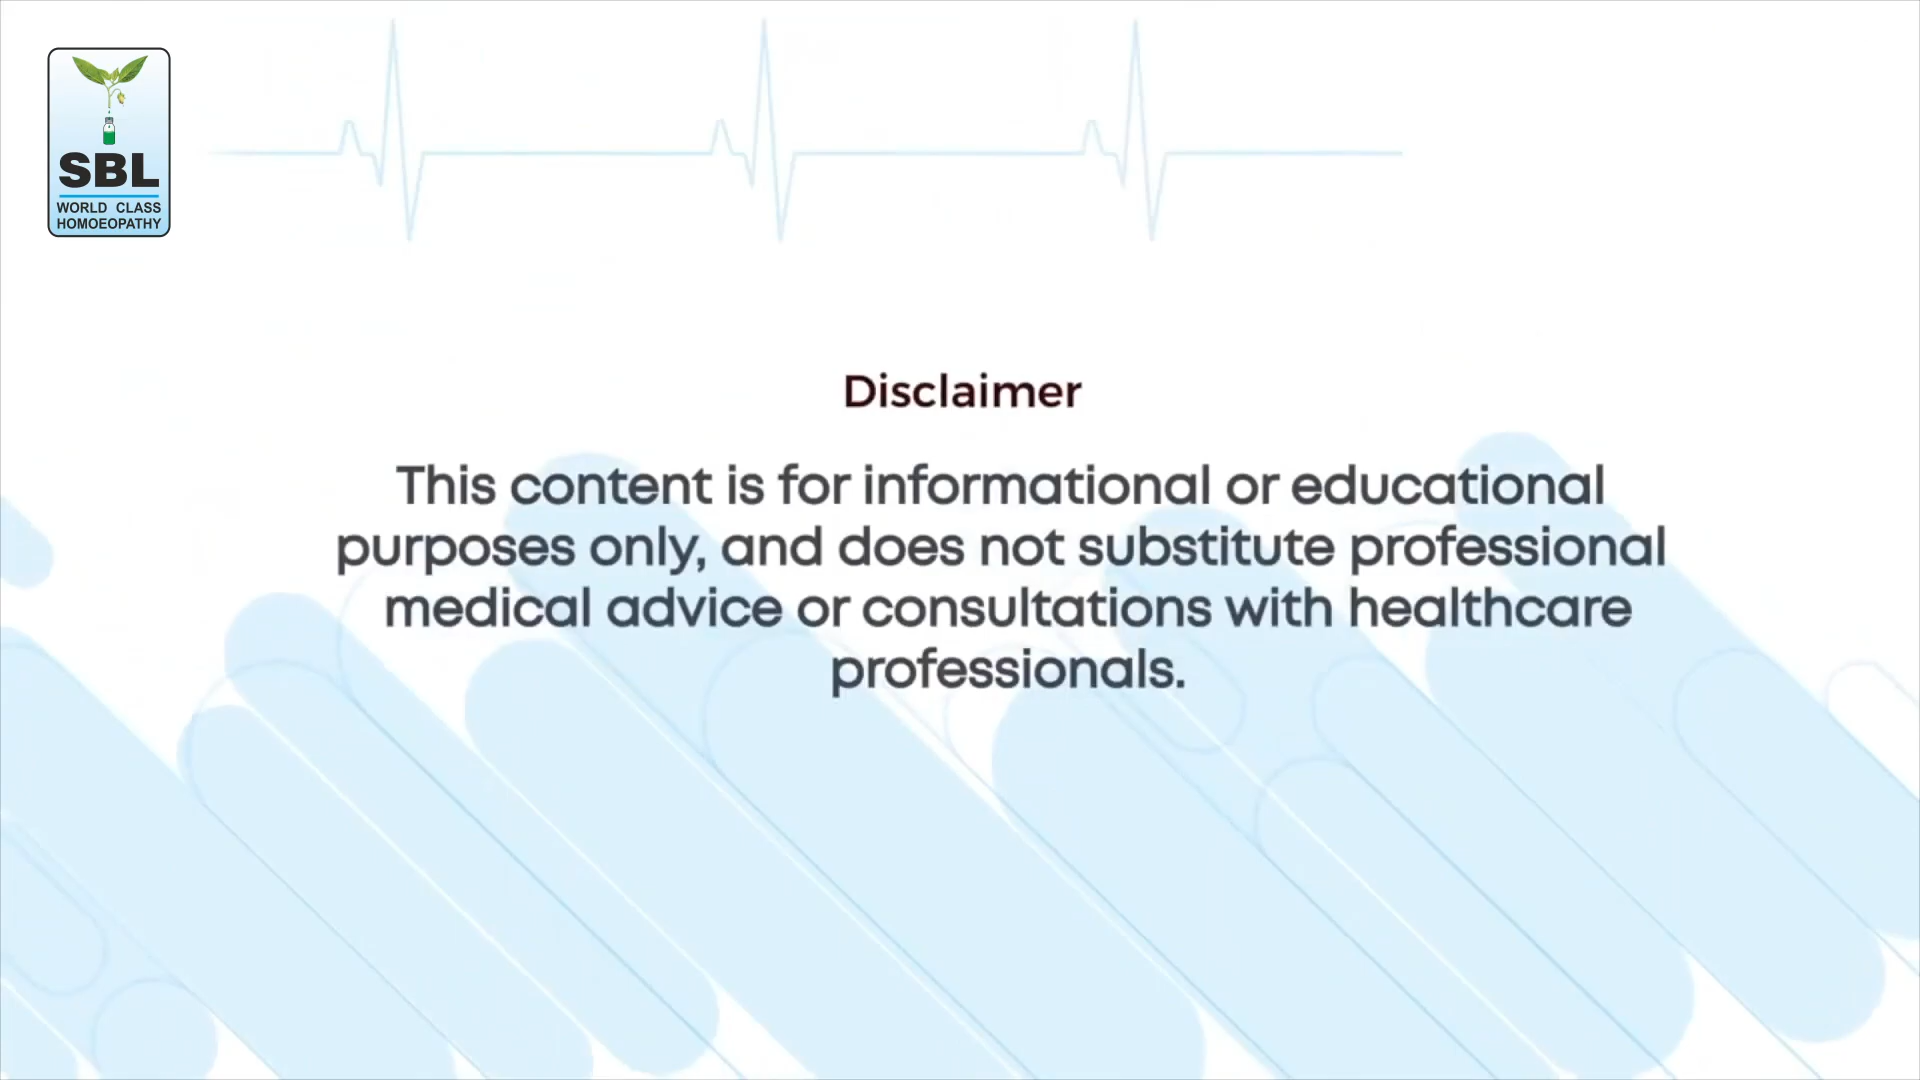 SBL
WORLD CLASS
HOMOEOPATHY
Disclaimer
This content is for informational or educational
purposes only, and does not substitute professional
medical advice or consultations with healthcare
professionals.